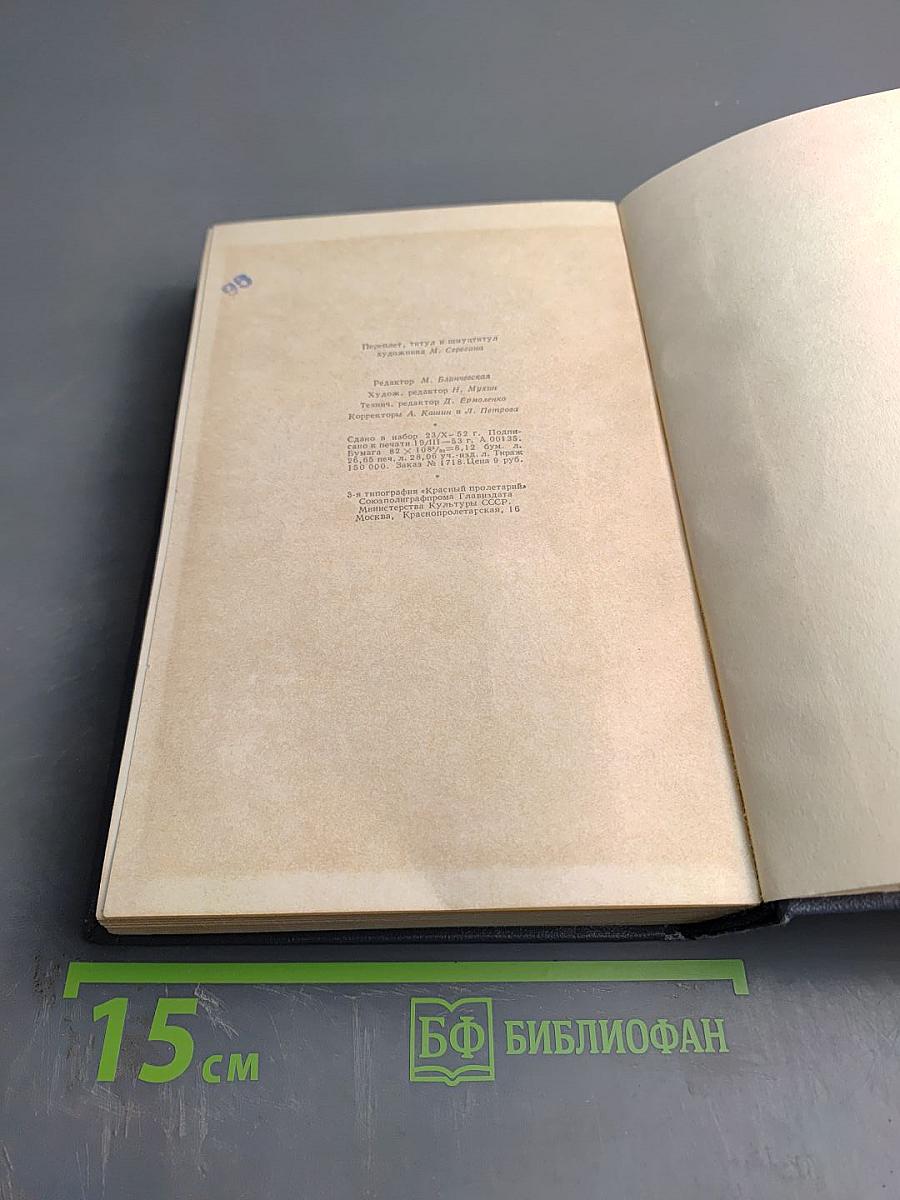 98
Переплет, титул и шмуцтитул
художника М. Серегина
Редактор М. Блинчевская
Худож. редактор Н. Мухин
Технич. редактор Д. Ермоленко
Корректоры А. Кашин и Л. Петрова
*
Сдано в набор 23/X—52 г. Подпи-
сано к печати 19/III—53 г. А 00135.
Бумага 82 × 108¹/₃₂=8,12 бум. л.
26,65 печ. л. 28,06 уч.-изд. л. Тираж
150 000. Заказ № 1718. Цена 9 руб.
*
3-я типография «Красный пролетарий»
Союзполиграфпрома Главиздата
Министерства Культуры СССР.
Москва, Краснопролетарская, 16
15 см
БФ БИБЛИОФАН